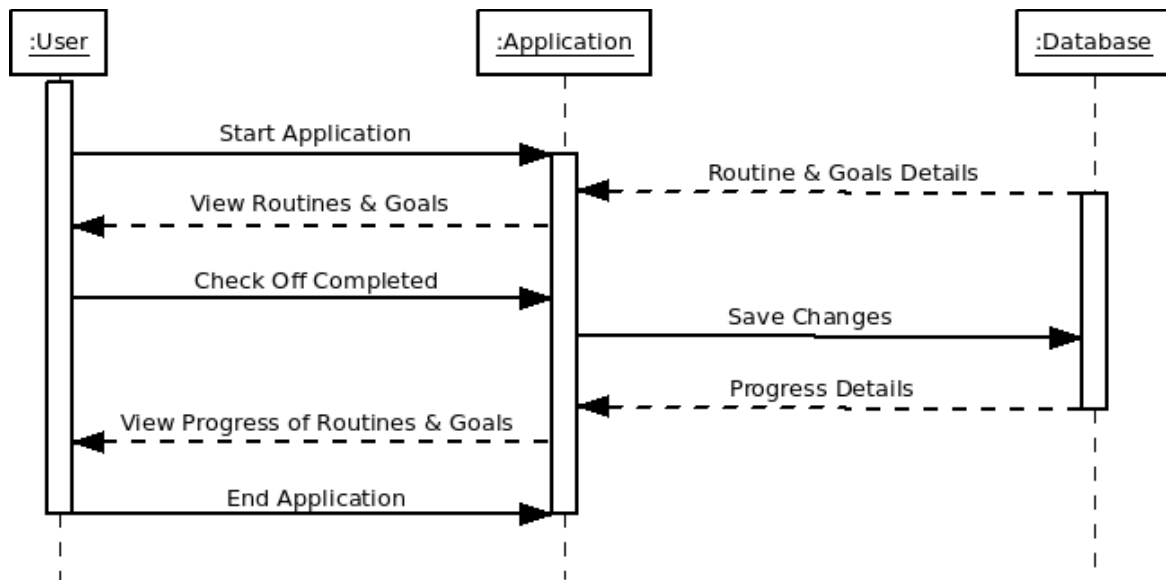 :User
:Application
:Database
Start Application
Routine & Goals Details
View Routines & Goals
Check Off Completed
Save Changes
Progress Details
View Progress of Routines & Goals
End Application